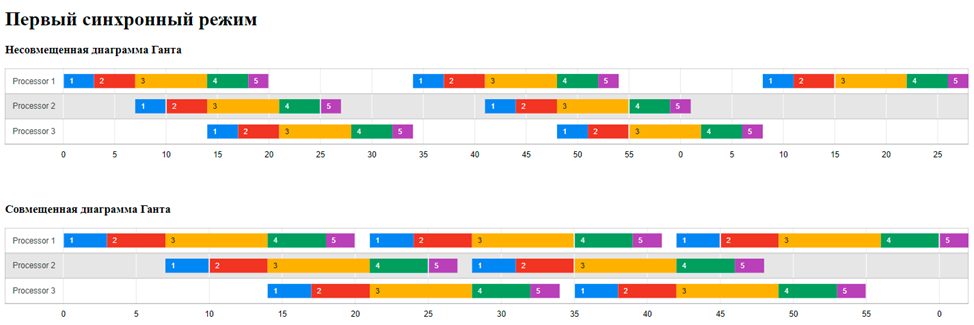 Первый синхронный режим
Несовмещенная диаграмма Ганта
Processor 1 1 2 3 4 5 1 2 3 4 5 1 2 3 4 5
Processor 2 1 2 3 4 5 1 2 3 4 5
Processor 3 1 2 3 4 5 1 2 3 4 5
0 5 10 15 20 25 30 35 40 45 50 55 0 5 10 15 20 25
Совмещенная диаграмма Ганта
Processor 1 1 2 3 4 5 1 2 3 4 5 1 2 3 4 5
Processor 2 1 2 3 4 5 1 2 3 4 5
Processor 3 1 2 3 4 5 1 2 3 4 5
0 5 10 15 20 25 30 35 40 45 50 55 0